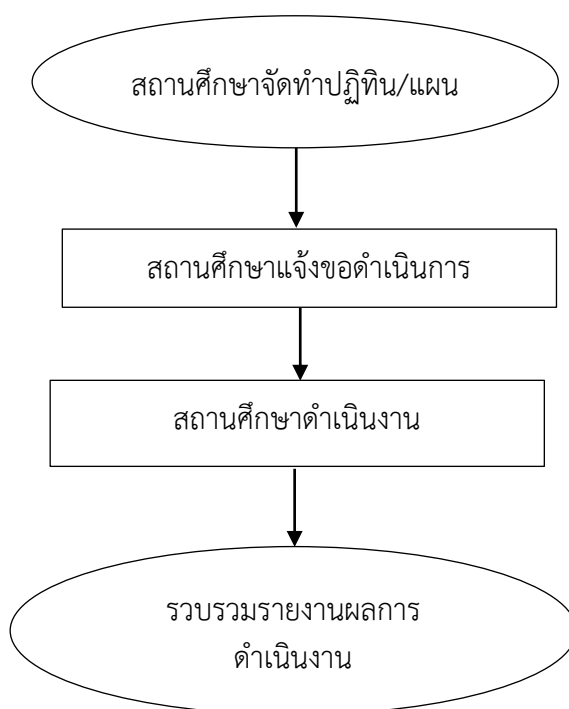 สถานศึกษาจัดทำปฏิทิน/แผน
สถานศึกษาแจ้งขอดำเนินการ
สถานศึกษาดำเนินงาน
รวบรวมรายงานผลการ
ดำเนินงาน